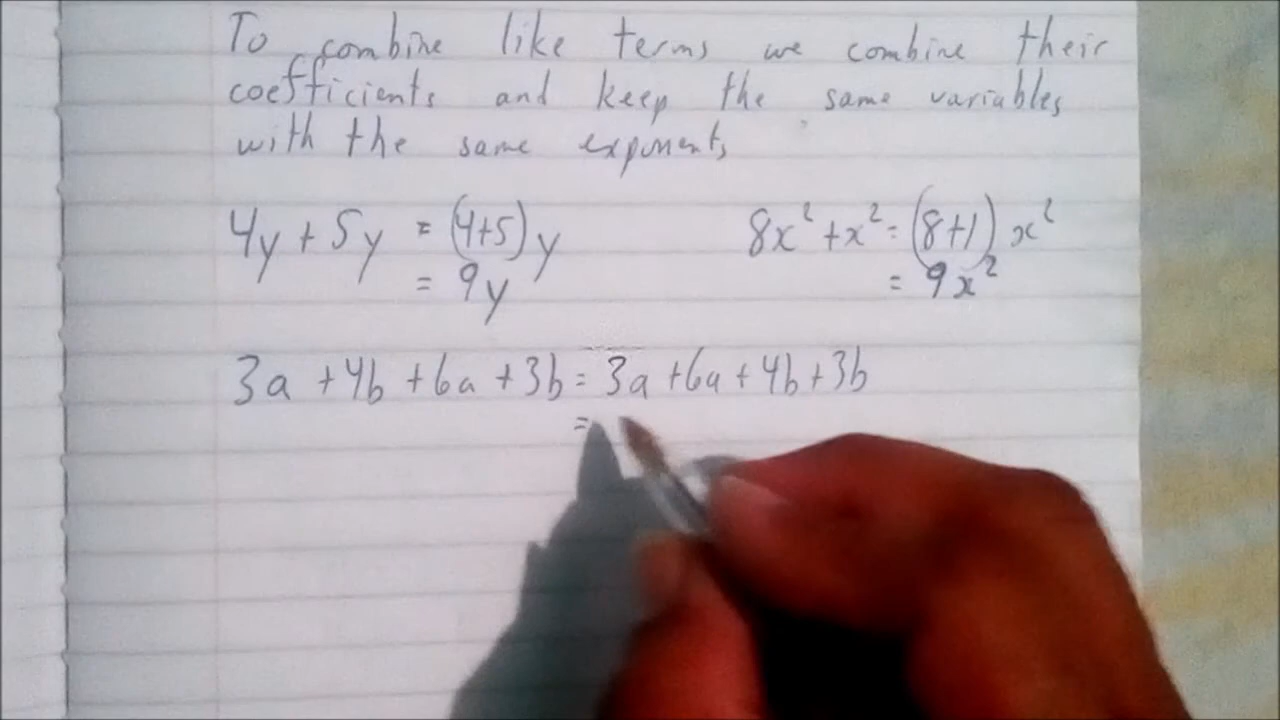 To combine like terms we combine their
coefficients and keep the same variables
with the same exponents
4y + 5y = (4+5)y
= 9y
8x² + x² = (8+1)x²
= 9x²
3a + 4b + 6a + 3b = 3a + 6a + 4b + 3b
=